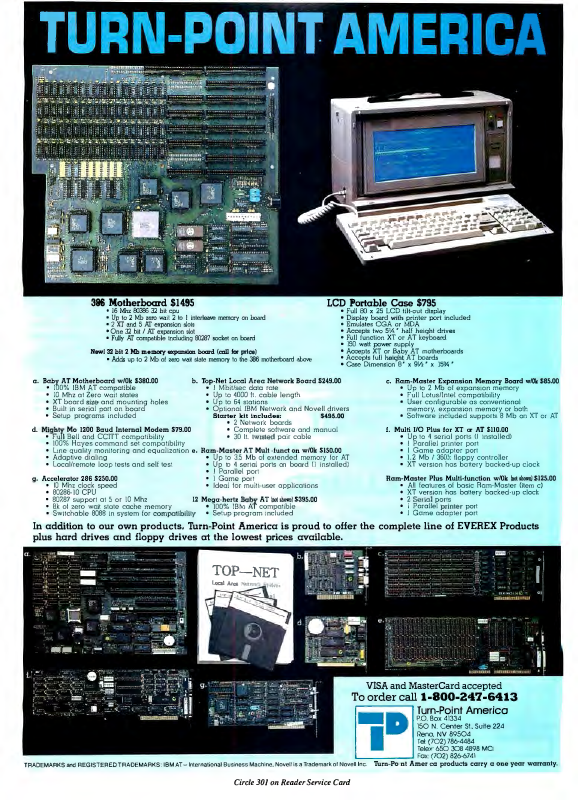 TURN-POINT AMERICA
386 Motherboard $1495
• 16 Mhz 80386 32 bit cpu
• Up to 2 Mb zero wait 2 to 1 interleave memory on board
• 2 XT and 5 AT expansion slots
• One 32 bit / AT expansion slot
• Fully AT compatible including 80287 socket on board
New! 32 bit 2 Mb memory expansion board (call for price)
• Adds up to 2 Mb of zero wait state memory to the 386 motherboard above
LCD Portable Case $795
• Full 80 x 25 LCD tilt-out display
• Display board with printer port included
• Emulates CGA or MDA
• Accepts two 5¼" half height drives
• Full function XT or AT keyboard
• 150 watt power supply
• Accepts XT or Baby AT motherboards
• Accepts full height AT boards
• Case Dimension 8" x 9½" x 15¾"
a. Baby AT Motherboard w/0k $380.00
• 100% IBM AT compatible
• 10 Mhz at Zero wait states
• XT board size and mounting holes
• Built in serial port on board
• Setup programs included
d. Mighty Mo 1200 Baud Internal Modem $79.00
• Full Bell and CCITT compatibility
• 100% Hayes command set compatibility
• Line quality monitoring and equalization
• Adaptive dialing
• Local/remote loop tests and self test
g. Accelerator 286 $250.00
• 10 Mhz clock speed
• 80286-10 CPU
• 80287 support at 5 or 10 Mhz
• 8k of zero wait state cache memory
• Switchable 8088 in system for compatibility
b. Top-Net Local Area Network Board $249.00
• 1 Mbit/sec data rate
• Up to 4000 ft. cable length
• Up to 64 stations
• Optional IBM Network and Novell drivers
Starter kit includes: $495.00
• 2 Network boards
• Complete software and manual
• 30 ft. twisted pair cable
e. Ram-Master AT Mult-funct on w/0k $150.00
• Up to 3.5 Mb of extended memory for AT
• Up to 4 serial ports on board (1 installed)
• 1 Parallel port
• 1 Game port
• Ideal for multi-user applications
12 Mega-hertz Baby AT (not shown) $395.00
• 100% IBM AT compatible
• Setup program included
c. Ram-Master Expansion Memory Board w/0k $85.00
• Up to 2 Mb of expansion memory
• Full Lotus/Intel compatibility
• User configurable as conventional
memory, expansion memory or both
• Software included supports 8 Mb on XT or AT
f. Multi I/O Plus for XT or AT $110.00
• Up to 4 serial ports (1 installed)
• 1 Parallel printer port
• 1 Game adapter port
• 1.2 Mb / 360k floppy controller
• XT version has battery backed-up clock
Ram-Master Plus Multi-function w/0k (not shown) $125.00
• All features of basic Ram-Master (item c)
• XT version has battery backed-up clock
• 2 Serial ports
• 1 Parallel printer port
• 1 Game adapter port
In addition to our own products, Turn-Point America is proud to offer the complete line of EVEREX Products
plus hard drives and floppy drives at the lowest prices available.
a.
TOP-NET
Local Area Network System
b.
c.
d.
e.
f.
g.
VISA and MasterCard accepted
To order call 1-800-247-6413
TP
Turn-Point America
P.O. Box 41334
150 N. Center St., Suite 224
Reno, NV 89504
Tel: (702) 786-4484
Telex: 650 308 4898 MCI
Fax: (702) 826-6741
TRADEMARKS and REGISTERED TRADEMARKS: IBM AT – International Business Machine, Novell is a Trademark of Novell Inc. Turn-Po nt Amer ca products carry a one year warranty.
Circle 301 on Reader Service Card